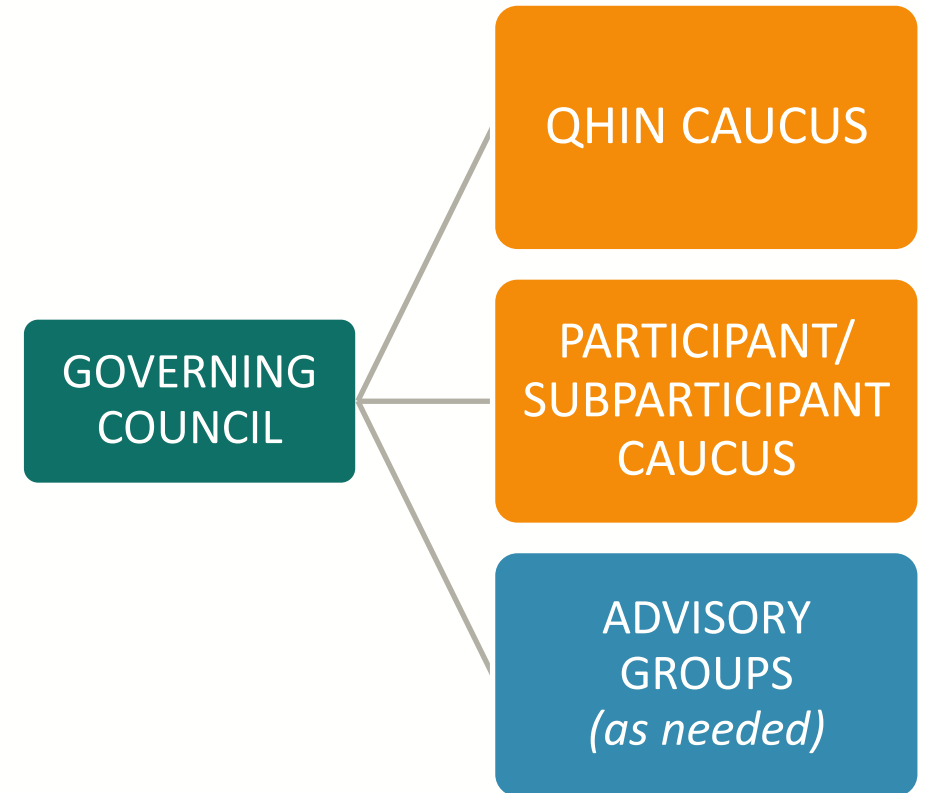 QHIN CAUCUS
GOVERNING
COUNCIL
PARTICIPANT/
SUBPARTICIPANT
CAUCUS
ADVISORY
GROUPS
(as needed)